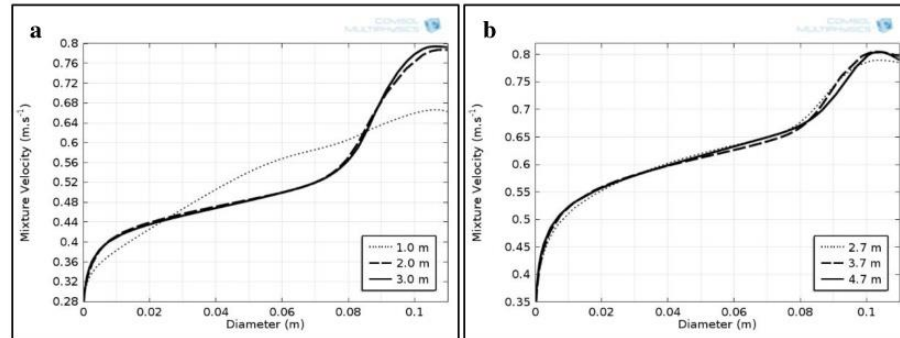 a
COMSOL
MULTIPHYSICS
0.8
0.76
0.72
0.68
0.64
0.6
0.56
0.52
0.48
0.44
0.4
0.36
0.32
0.28
Mixture Velocity (m.s⁻¹)
1.0 m
2.0 m
3.0 m
0 0.02 0.04 0.06 0.08 0.1
Diameter (m)
b
COMSOL
MULTIPHYSICS
0.8
0.75
0.7
0.65
0.6
0.55
0.5
0.45
0.4
0.35
Mixture Velocity (m.s⁻¹)
2.7 m
3.7 m
4.7 m
0 0.02 0.04 0.06 0.08 0.1
Diameter (m)